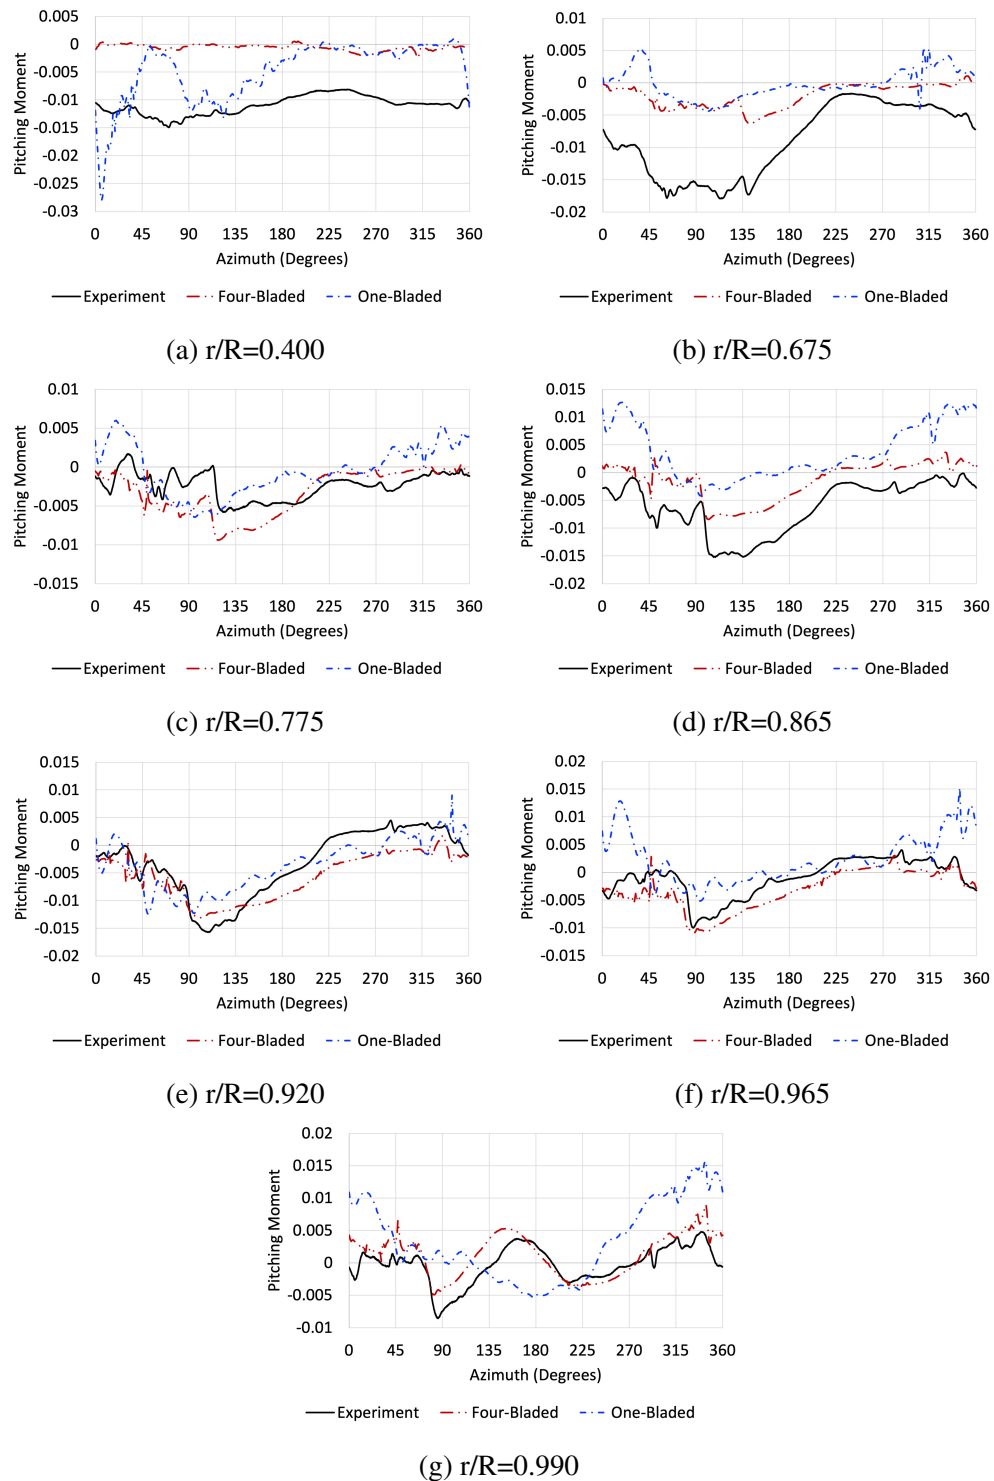 0.005
0
-0.005
-0.01
-0.015
-0.02
-0.025
-0.03
Pitching Moment
0 45 90 135 180 225 270 315 360
Azimuth (Degrees)
Experiment Four-Bladed One-Bladed
(a) r/R=0.400
0.01
0.005
0
-0.005
-0.01
-0.015
-0.02
Pitching Moment
0 45 90 135 180 225 270 315 360
Azimuth (Degrees)
Experiment Four-Bladed One-Bladed
(b) r/R=0.675
0.01
0.005
0
-0.005
-0.01
-0.015
Pitching Moment
0 45 90 135 180 225 270 315 360
Azimuth (Degrees)
Experiment Four-Bladed One-Bladed
(c) r/R=0.775
0.015
0.01
0.005
0
-0.005
-0.01
-0.015
-0.02
Pitching Moment
0 45 90 135 180 225 270 315 360
Azimuth (Degrees)
Experiment Four-Bladed One-Bladed
(d) r/R=0.865
0.015
0.01
0.005
0
-0.005
-0.01
-0.015
-0.02
Pitching Moment
0 45 90 135 180 225 270 315 360
Azimuth (Degrees)
Experiment Four-Bladed One-Bladed
(e) r/R=0.920
0.02
0.015
0.01
0.005
0
-0.005
-0.01
-0.015
Pitching Moment
0 45 90 135 180 225 270 315 360
Azimuth (Degrees)
Experiment Four-Bladed One-Bladed
(f) r/R=0.965
0.02
0.015
0.01
0.005
0
-0.005
-0.01
Pitching Moment
0 45 90 135 180 225 270 315 360
Azimuth (Degrees)
Experiment Four-Bladed One-Bladed
(g) r/R=0.990